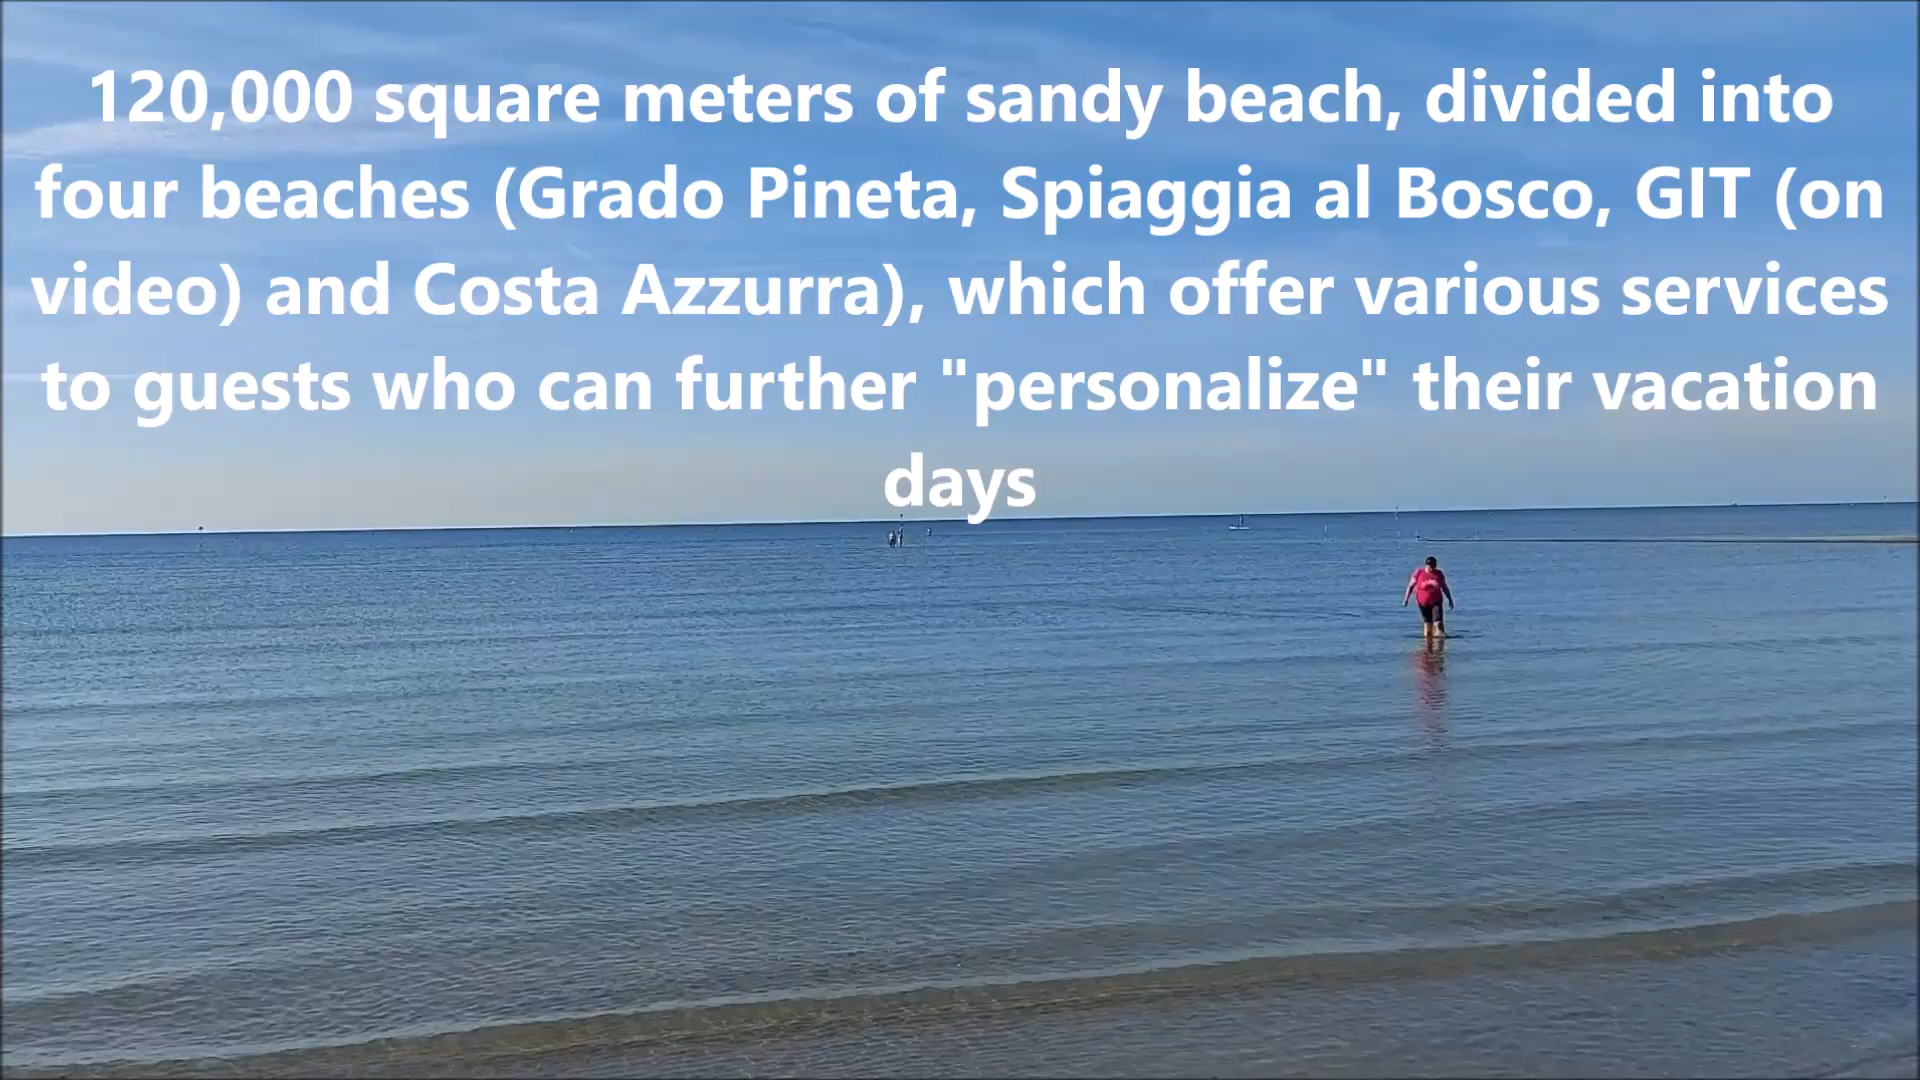 120,000 square meters of sandy beach, divided into
four beaches (Grado Pineta, Spiaggia al Bosco, GIT (on
video) and Costa Azzurra), which offer various services
to guests who can further "personalize" their vacation
days